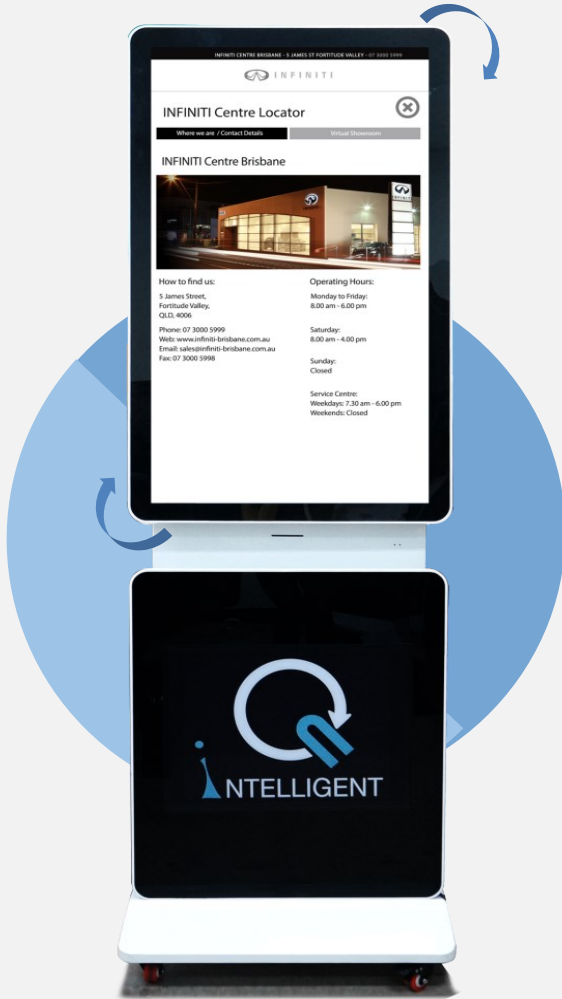 INFINITI CENTRE BRISBANE - 5 JAMES ST FORTITUDE VALLEY - 07 3000 5999
INFINITI
INFINITI Centre Locator
Where we are / Contact Details
Virtual Showroom
INFINITI Centre Brisbane
How to find us:
5 James Street,
Fortitude Valley,
QLD, 4006
Phone: 07 3000 5999
Web: www.infiniti-brisbane.com.au
Email: sales@infiniti-brisbane.com.au
Fax: 07 3000 5998
Operating Hours:
Monday to Friday:
8.00 am - 6.00 pm
Saturday:
8.00 am - 4.00 pm
Sunday:
Closed
Service Centre:
Weekdays: 7.30 am - 6.00 pm
Weekends: Closed
iNTELLIGENT